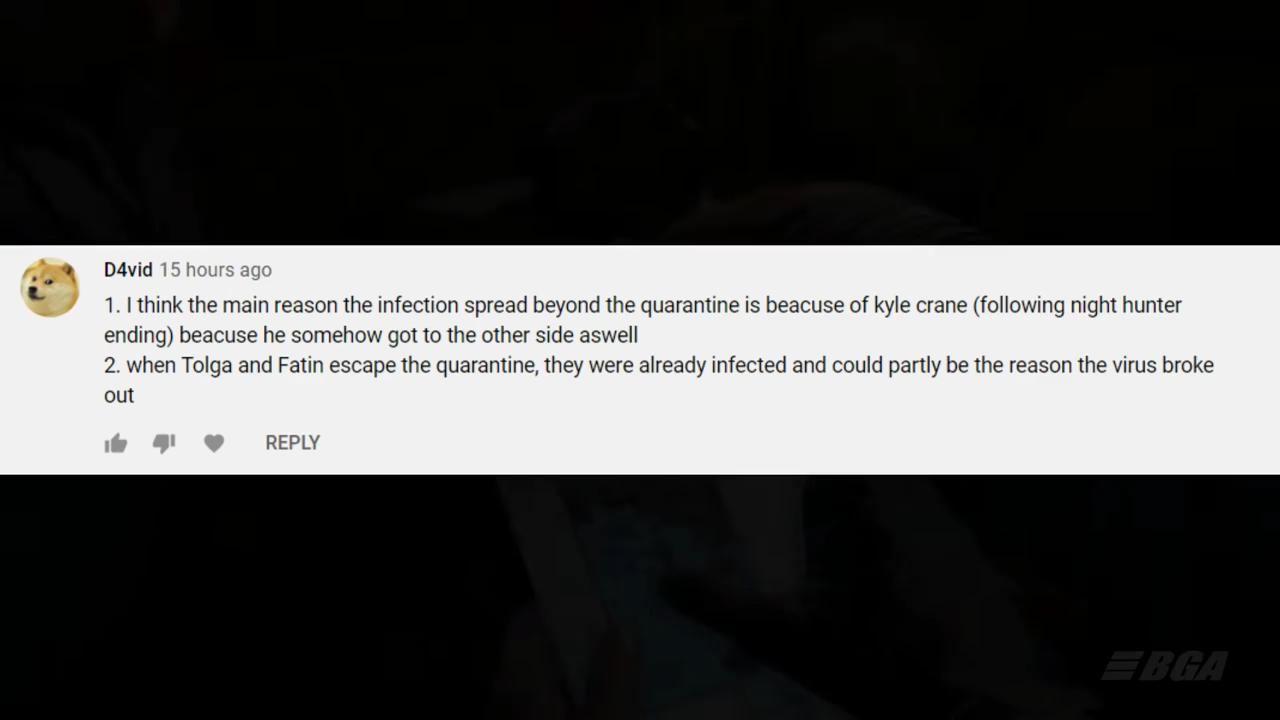 D4vid 15 hours ago
1. I think the main reason the infection spread beyond the quarantine is beacuse of kyle crane (following night hunter
ending) beacuse he somehow got to the other side aswell
2. when Tolga and Fatin escape the quarantine, they were already infected and could partly be the reason the virus broke
out
REPLY
BGA